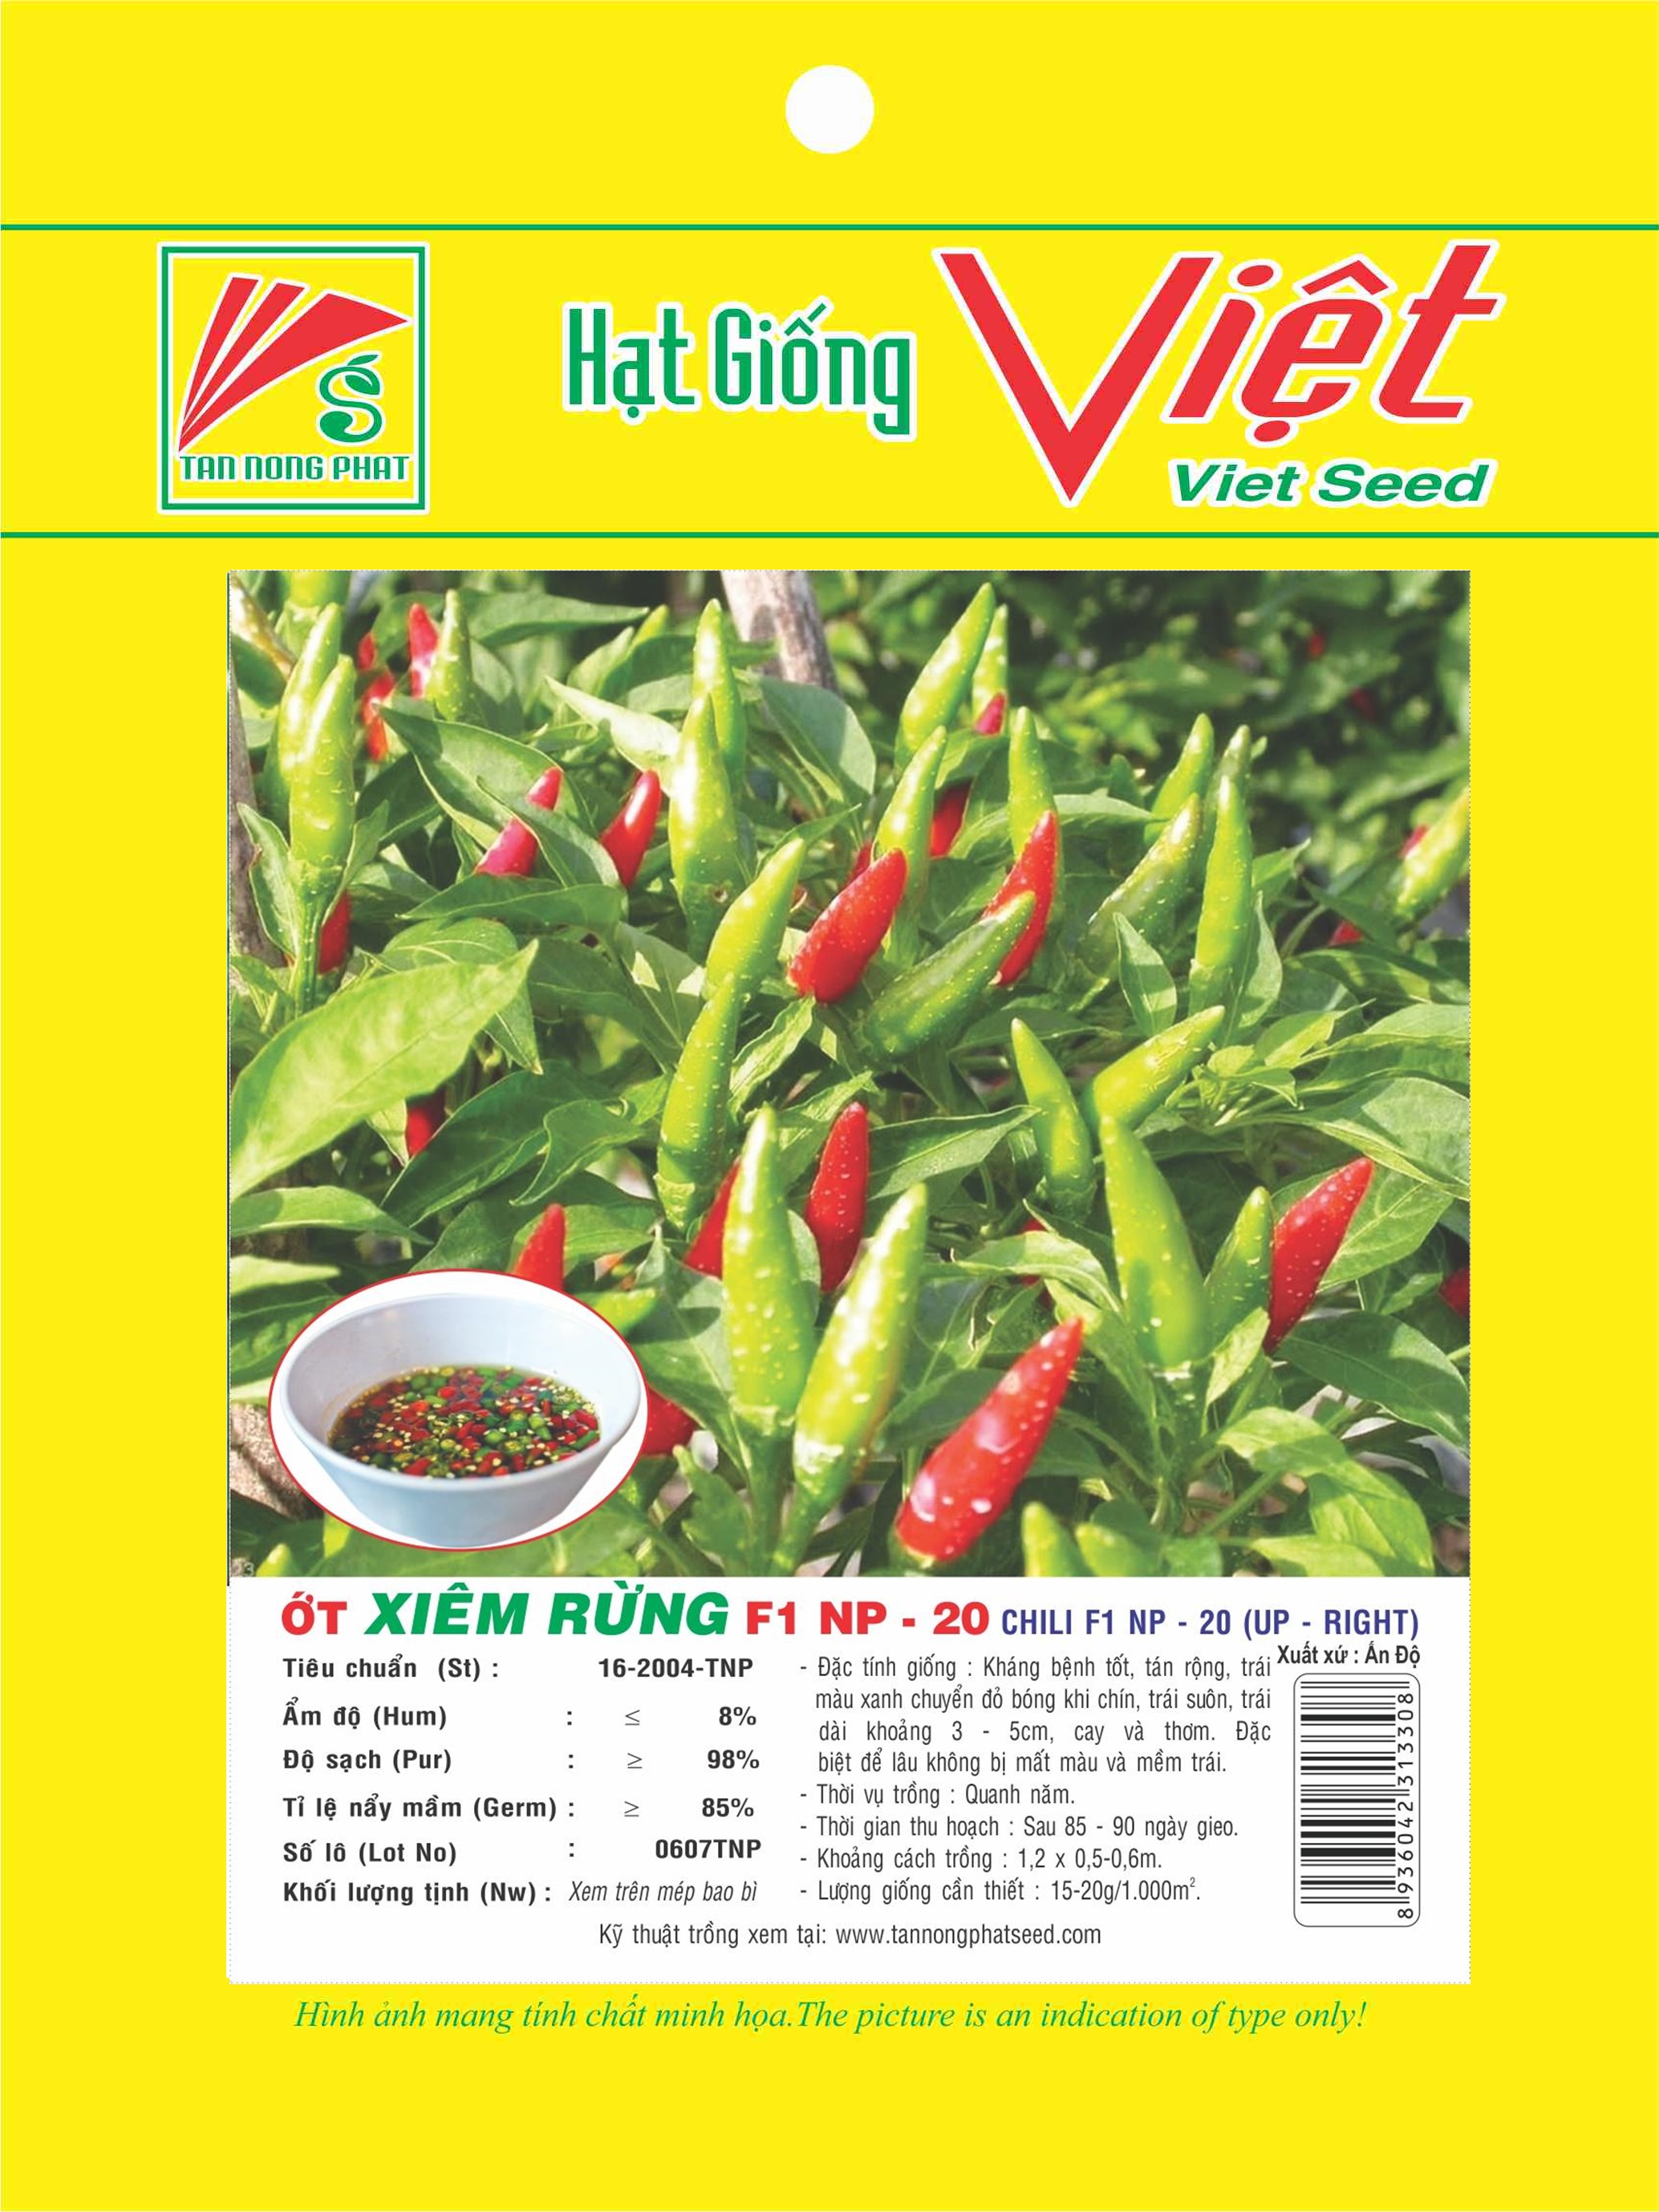 TAN NONG PHAT
Hạt Giống Việt
Viet Seed
ỚT XIÊM RỪNG F1 NP - 20 CHILI F1 NP - 20 (UP - RIGHT)
Xuất xứ : Ấn Độ
Tiêu chuẩn (St) : 16-2004-TNP
Ẩm độ (Hum) : ≤ 8%
Độ sạch (Pur) : ≥ 98%
Tỉ lệ nẩy mầm (Germ) : ≥ 85%
Số lô (Lot No) : 0607TNP
Khối lượng tịnh (Nw) : Xem trên mép bao bì
- Đặc tính giống : Kháng bệnh tốt, tán rộng, trái
màu xanh chuyển đỏ bóng khi chín, trái suôn, trái
dài khoảng 3 - 5cm, cay và thơm. Đặc
biệt để lâu không bị mất màu và mềm trái.
- Thời vụ trồng : Quanh năm.
- Thời gian thu hoạch : Sau 85 - 90 ngày gieo.
- Khoảng cách trồng : 1,2 x 0,5-0,6m.
- Lượng giống cần thiết : 15-20g/1.000m².
8936042313308
Kỹ thuật trồng xem tại: www.tannongphatseed.com
Hình ảnh mang tính chất minh họa.The picture is an indication of type only!